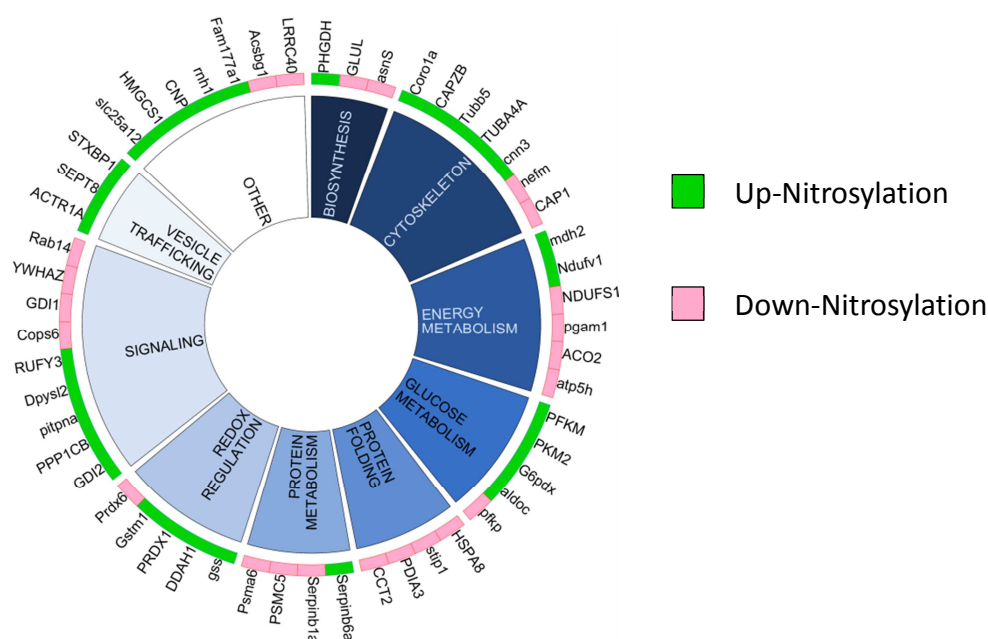 PHGDH
GLUL
asnS
Coro1a
CAPZB
Tubb5
TUBA4A
cnn3
nefm
CAP1
mdh2
Ndufv1
NDUFS1
pgam1
ACO2
atp5h
PFKM
PKM2
G6pdx
aldoc
pfkp
HSPA8
stip1
PDIA3
CCT2
Serpinb6a
Serpinb1a
PSMC5
Psma6
gss
DDAH1
PRDX1
Gstm1
Prdx6
GDI2
PPP1CB
pitpna
Dpysl2
RUFY3
Cops6
GDI1
YWHAZ
Rab14
ACTR1A
SEPT8
STXBP1
slc25a12
HMGCS1
CNP
rnh1
Fam177a1
Acsbg1
LRRC40
BIOSYNTHESIS
CYTOSKELETON
ENERGY
METABOLISM
GLUCOSE
METABOLISM
PROTEIN
FOLDING
PROTEIN
METABOLISM
REDOX
REGULATION
SIGNALING
VESICLE
TRAFFICKING
OTHER
Up-Nitrosylation
Down-Nitrosylation